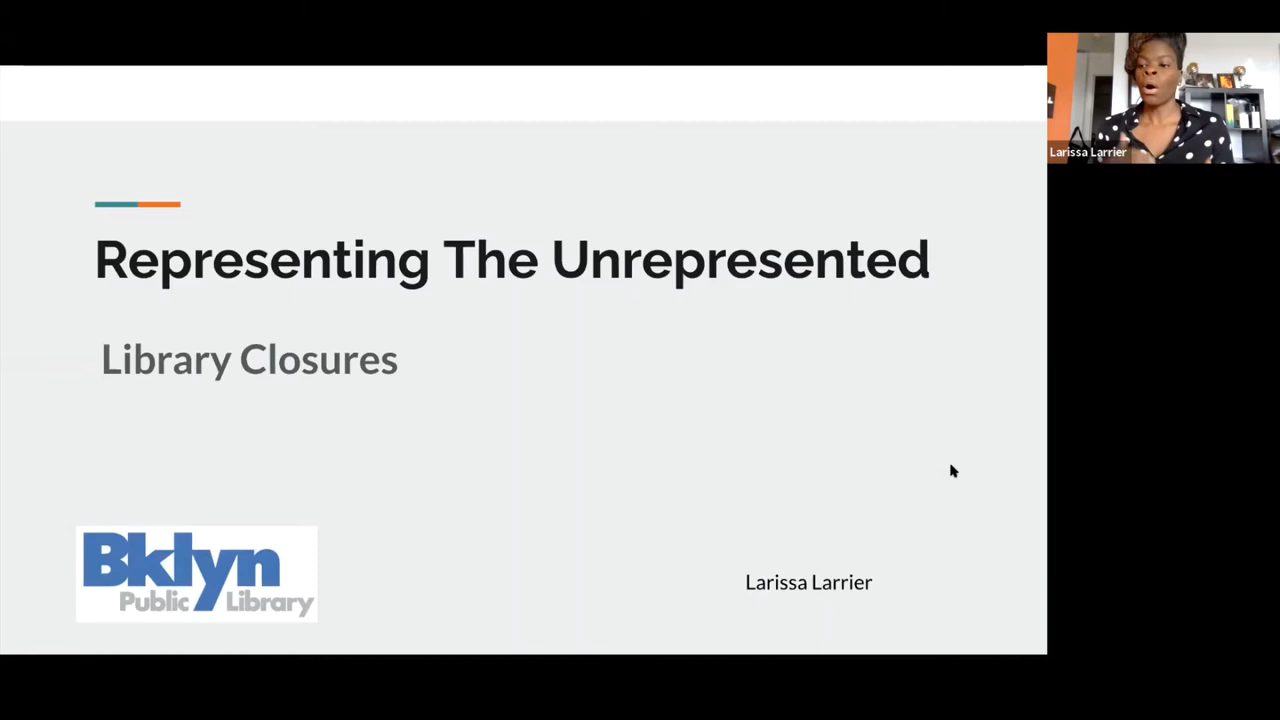 Larissa Larrier
Representing The Unrepresented
Library Closures
Bklyn
Public Library
Larissa Larrier